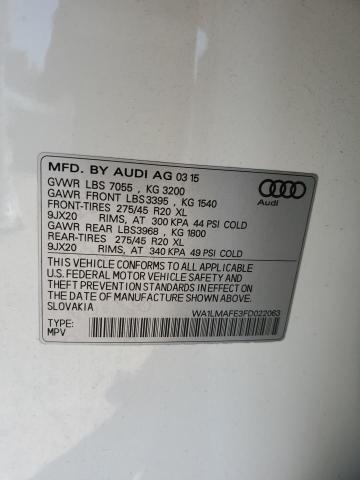 MFD. BY AUDI AG 03 15
GVWR LBS 7055 , KG 3200
GAWR FRONT LBS3395 , KG 1540
FRONT-TIRES 275/45 R20 XL
9JX20 RIMS, AT 300 KPA 44 PSI COLD
GAWR REAR LBS3968 , KG 1800
REAR-TIRES 275/45 R20 XL
9JX20 RIMS, AT 340 KPA 49 PSI COLD
Audi
THIS VEHICLE CONFORMS TO ALL APPLICABLE
U.S. FEDERAL MOTOR VEHICLE SAFETY AND
THEFT PREVENTION STANDARDS IN EFFECT ON
THE DATE OF MANUFACTURE SHOWN ABOVE.
SLOVAKIA
WA1LMAFE3FD022063
TYPE:
MPV